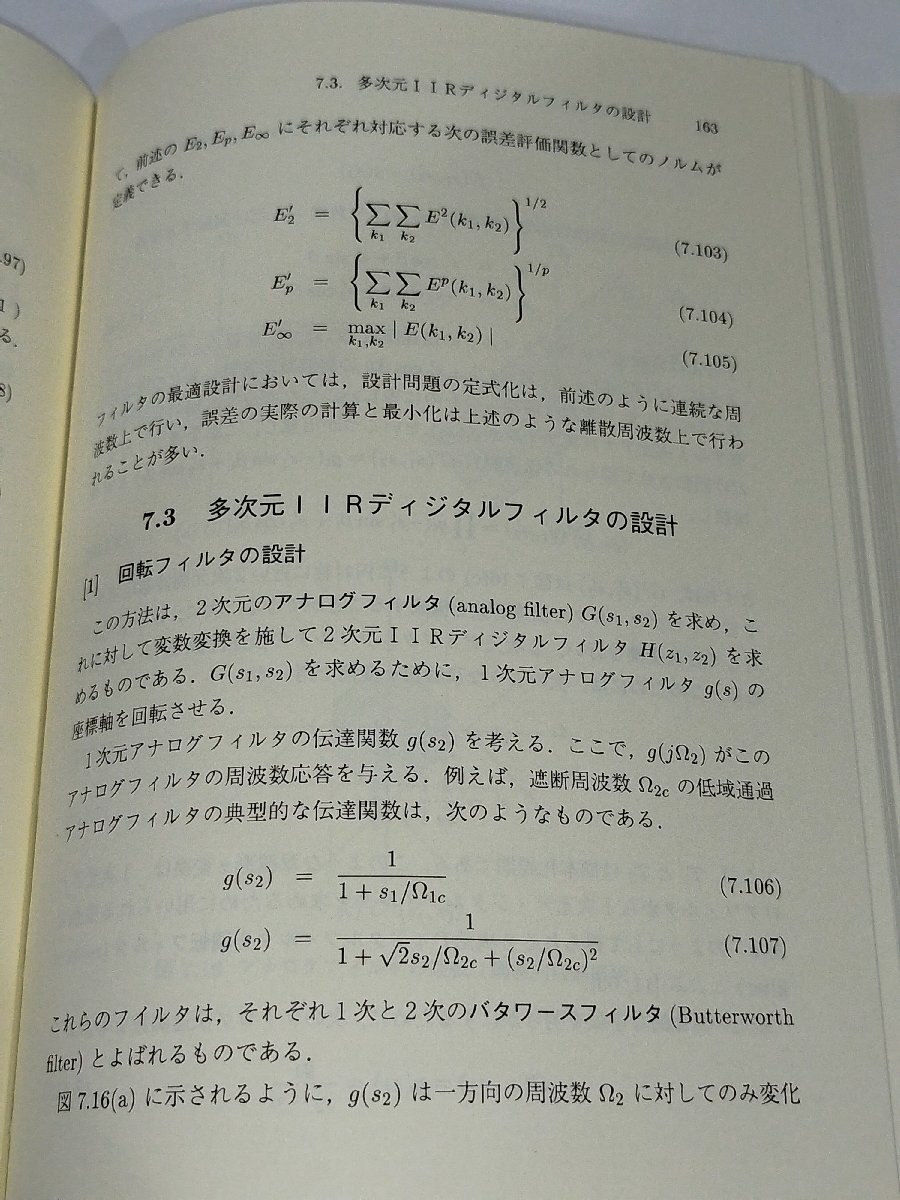 7.3. 多次元ＩＩＲディジタルフィルタの設計 163
て, 前述の E₂, Eₚ, E∞ にそれぞれ対応する次の誤差評価関数としてのノルムが
定義できる.
E′₂ = {∑_{k₁} ∑_{k₂} E²(k₁, k₂)}^{1/2} (7.103)
E′ₚ = {∑_{k₁} ∑_{k₂} Eᵖ(k₁, k₂)}^{1/p} (7.104)
E′∞ = max_{k₁,k₂} | E(k₁, k₂) | (7.105)
フィルタの最適設計においては, 設計問題の定式化は, 前述のように連続な周
波数上で行い, 誤差の実際の計算と最小化は上述のような離散周波数上で行わ
れることが多い.
7.3 多次元ＩＩＲディジタルフィルタの設計
[1] 回転フィルタの設計
この方法は, ２次元のアナログフィルタ (analog filter) G(s₁, s₂) を求め, こ
れに対して変数変換を施して２次元ＩＩＲディジタルフィルタ H(z₁, z₂) を求
めるものである. G(s₁, s₂) を求めるために, １次元アナログフィルタ g(s) の
座標軸を回転させる.
１次元アナログフィルタの伝達関数 g(s₂) を考える. ここで, g(jΩ₂) がこの
アナログフィルタの周波数応答を与える. 例えば, 遮断周波数 Ω₂c の低域通過
アナログフィルタの典型的な伝達関数は, 次のようなものである.
g(s₂) = 1 / (1 + s₁/Ω₁c) (7.106)
g(s₂) = 1 / (1 + √2s₂/Ω₂c + (s₂/Ω₂c)²) (7.107)
これらのフイルタは, それぞれ１次と２次のバタワースフィルタ (Butterworth
filter) とよばれるものである.
図 7.16(a) に示されるように, g(s₂) は一方向の周波数 Ω₂ に対してのみ変化